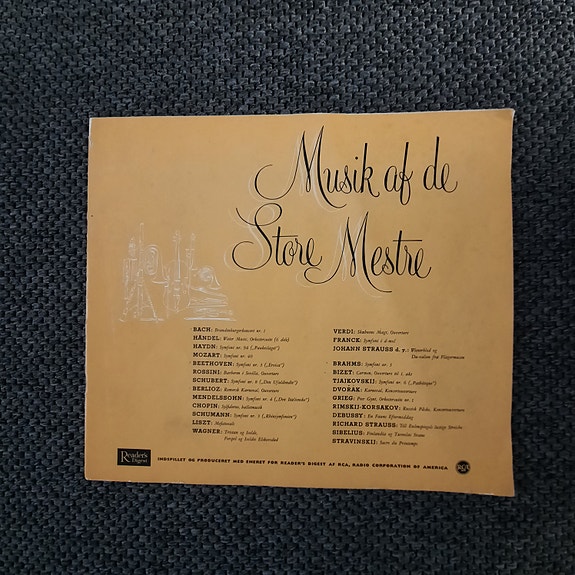 Musik af de
Store Mestre
BACH: Brandenburgerkoncert nr. 1
HÄNDEL: Water Music, Orkestersuite (6 dele)
HAYDN: Symfoni nr. 94 („Paukeslaget")
MOZART: Symfoni nr. 40
BEETHOVEN: Symfoni nr. 3 („Eroica")
ROSSINI: Barberen i Sevilla, Ouverture
SCHUBERT: Symfoni nr. 8 („Den Ufuldendte")
BERLIOZ: Romersk Carneval, Ouverture
MENDELSSOHN: Symfoni nr. 4 („Den Italienske")
CHOPIN: Sylfiderne, balletmusik
SCHUMANN: Symfoni nr. 3 („Rhinsymfonien")
LISZT: Mefistovals
WAGNER: Tristan og Isolde,
Forspil og Isoldes Elskovsdød
VERDI: Skæbnens Magt, Ouverture
FRANCK: Symfoni i d-mol
JOHANN STRAUSS d. y.: Wienerblod og
Du-valsen fra Flagermusen
BRAHMS: Symfoni nr. 3
BIZET: Carmen, Ouverture til 1. akt
TJAIKOVSKIJ: Symfoni nr. 6 („Pathétique")
DVORAK: Karneval, Koncertouverture
GRIEG: Peer Gynt, Orkestersuite nr. 1
RIMSKIJ-KORSAKOV: Russisk Påske, Koncertouverture
DEBUSSY: En Fauns Eftermiddag
RICHARD STRAUSS: Till Eulenspiegels lustige Streiche
SIBELIUS: Finlandia og Tuonelas Svane
STRAVINSKIJ: Sacre du Printemps
Reader's
Digest
INDSPILLET OG PRODUCERET MED ENERET FOR READER'S DIGEST AF RCA, RADIO CORPORATION OF AMERICA
RCA